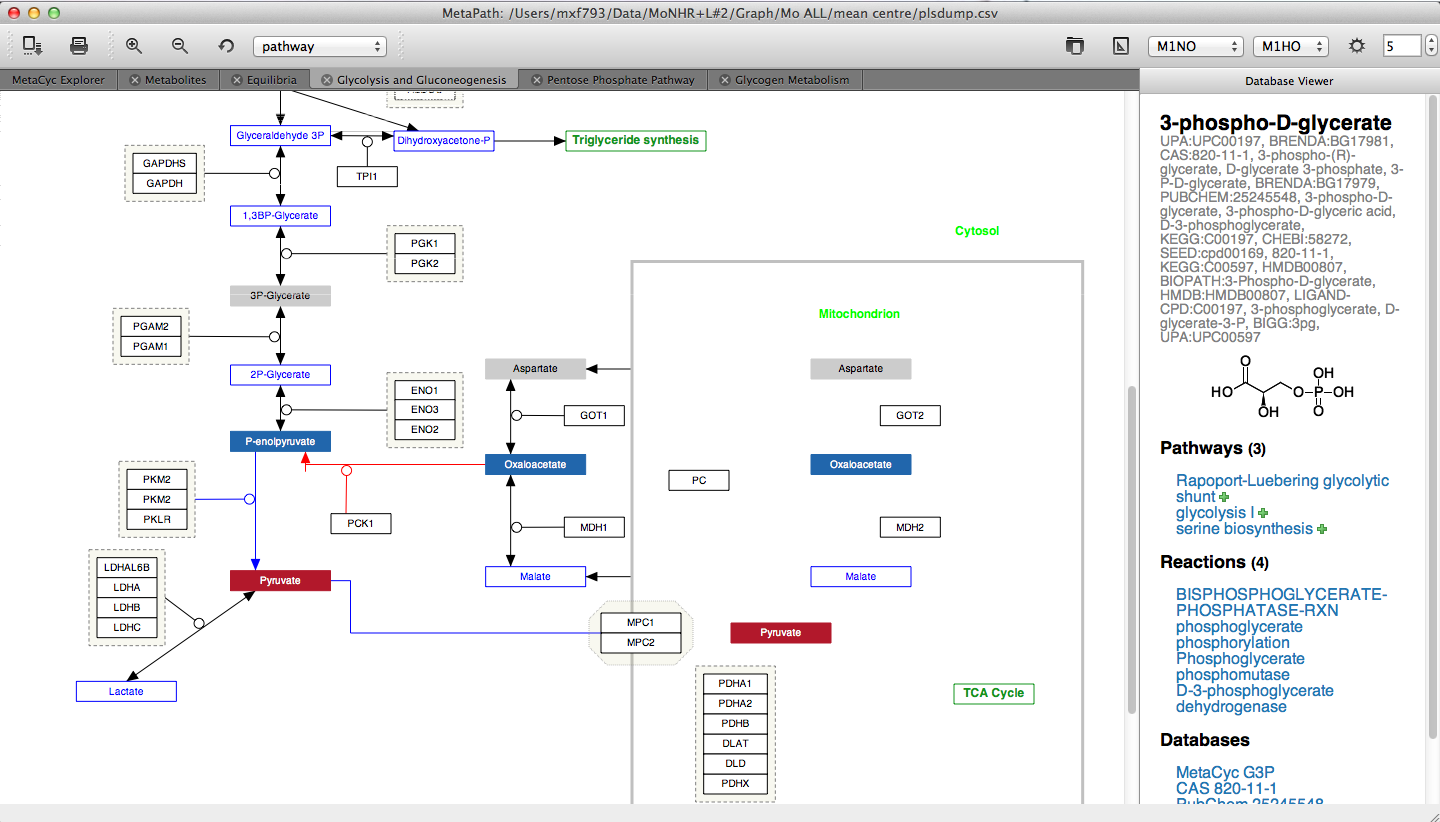 MetaPath: /Users/mxf793/Data/MoNHR+L#2/Graph/Mo ALL/mean centre/plsdump.csv
pathway
M1NO
M1HO
5
MetaCyc Explorer
Metabolites
Equilibria
Glycolysis and Gluconeogenesis
Pentose Phosphate Pathway
Glycogen Metabolism
Database Viewer
Glyceraldehyde 3P
Dihydroxyacetone-P
Triglyceride synthesis
GAPDHS
GAPDH
TPI1
1,3BP-Glycerate
PGK1
PGK2
Cytosol
3P-Glycerate
Mitochondrion
PGAM2
PGAM1
2P-Glycerate
Aspartate
Aspartate
ENO1
ENO3
ENO2
GOT1
GOT2
P-enolpyruvate
Oxaloacetate
Oxaloacetate
PKM2
PKM2
PKLR
PC
PCK1
MDH1
MDH2
LDHAL6B
LDHA
LDHB
LDHC
Pyruvate
Malate
Malate
MPC1
MPC2
Pyruvate
Lactate
PDHA1
PDHA2
PDHB
DLAT
DLD
PDHX
TCA Cycle
3-phospho-D-glycerate
UPA:UPC00197, BRENDA:BG17981,
CAS:820-11-1, 3-phospho-(R)-
glycerate, D-glycerate 3-phosphate, 3-
P-D-glycerate, BRENDA:BG17979,
PUBCHEM:25245548, 3-phospho-D-
glycerate, 3-phospho-D-glyceric acid,
D-3-phosphoglycerate,
KEGG:C00197, CHEBI:58272,
SEED:cpd00169, 820-11-1,
KEGG:C00597, HMDB00807,
BIOPATH:3-Phospho-D-glycerate,
HMDB:HMDB00807, LIGAND-
CPD:C00197, 3-phosphoglycerate, D-
glycerate-3-P, BIGG:3pg,
UPA:UPC00597
O
OH
HO
O
P
OH
OH
O
Pathways (3)
Rapoport-Luebering glycolytic
shunt
glycolysis I
serine biosynthesis
Reactions (4)
BISPHOSPHOGLYCERATE-
PHOSPHATASE-RXN
phosphoglycerate
phosphorylation
Phosphoglycerate
phosphomutase
D-3-phosphoglycerate
dehydrogenase
Databases
MetaCyc G3P
CAS 820-11-1
PubChem 25245548